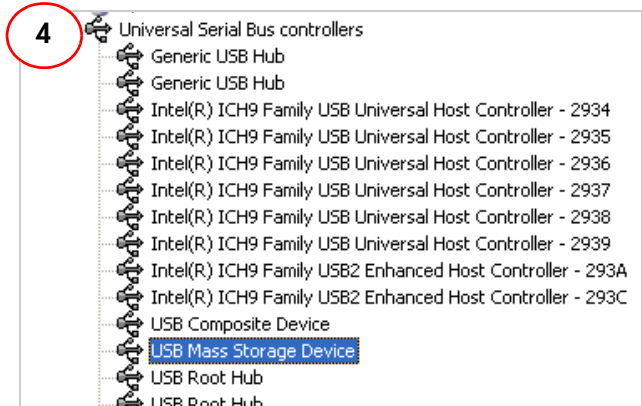 4
Universal Serial Bus controllers
Generic USB Hub
Generic USB Hub
Intel(R) ICH9 Family USB Universal Host Controller - 2934
Intel(R) ICH9 Family USB Universal Host Controller - 2935
Intel(R) ICH9 Family USB Universal Host Controller - 2936
Intel(R) ICH9 Family USB Universal Host Controller - 2937
Intel(R) ICH9 Family USB Universal Host Controller - 2938
Intel(R) ICH9 Family USB Universal Host Controller - 2939
Intel(R) ICH9 Family USB2 Enhanced Host Controller - 293A
Intel(R) ICH9 Family USB2 Enhanced Host Controller - 293C
USB Composite Device
USB Mass Storage Device
USB Root Hub
USB Root Hub